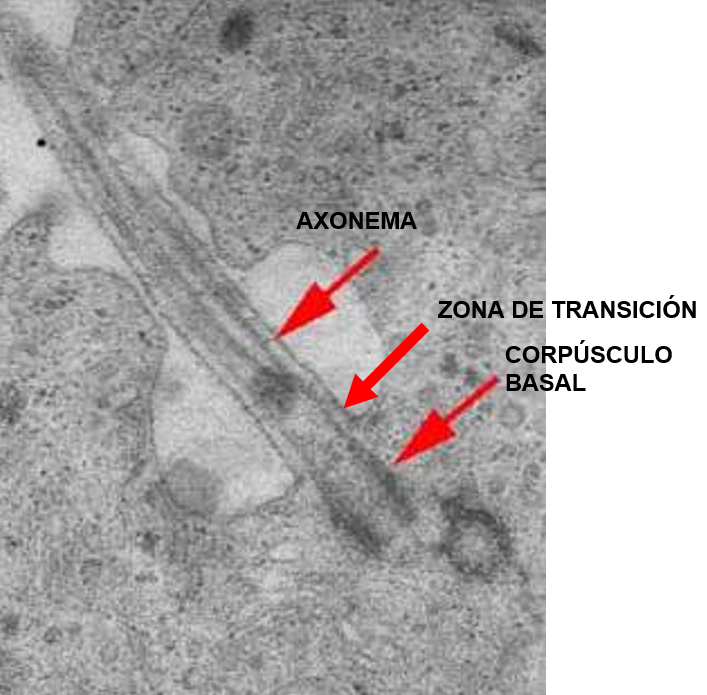 AXONEMA
ZONA DE TRANSICIÓN
CORPÚSCULO
BASAL